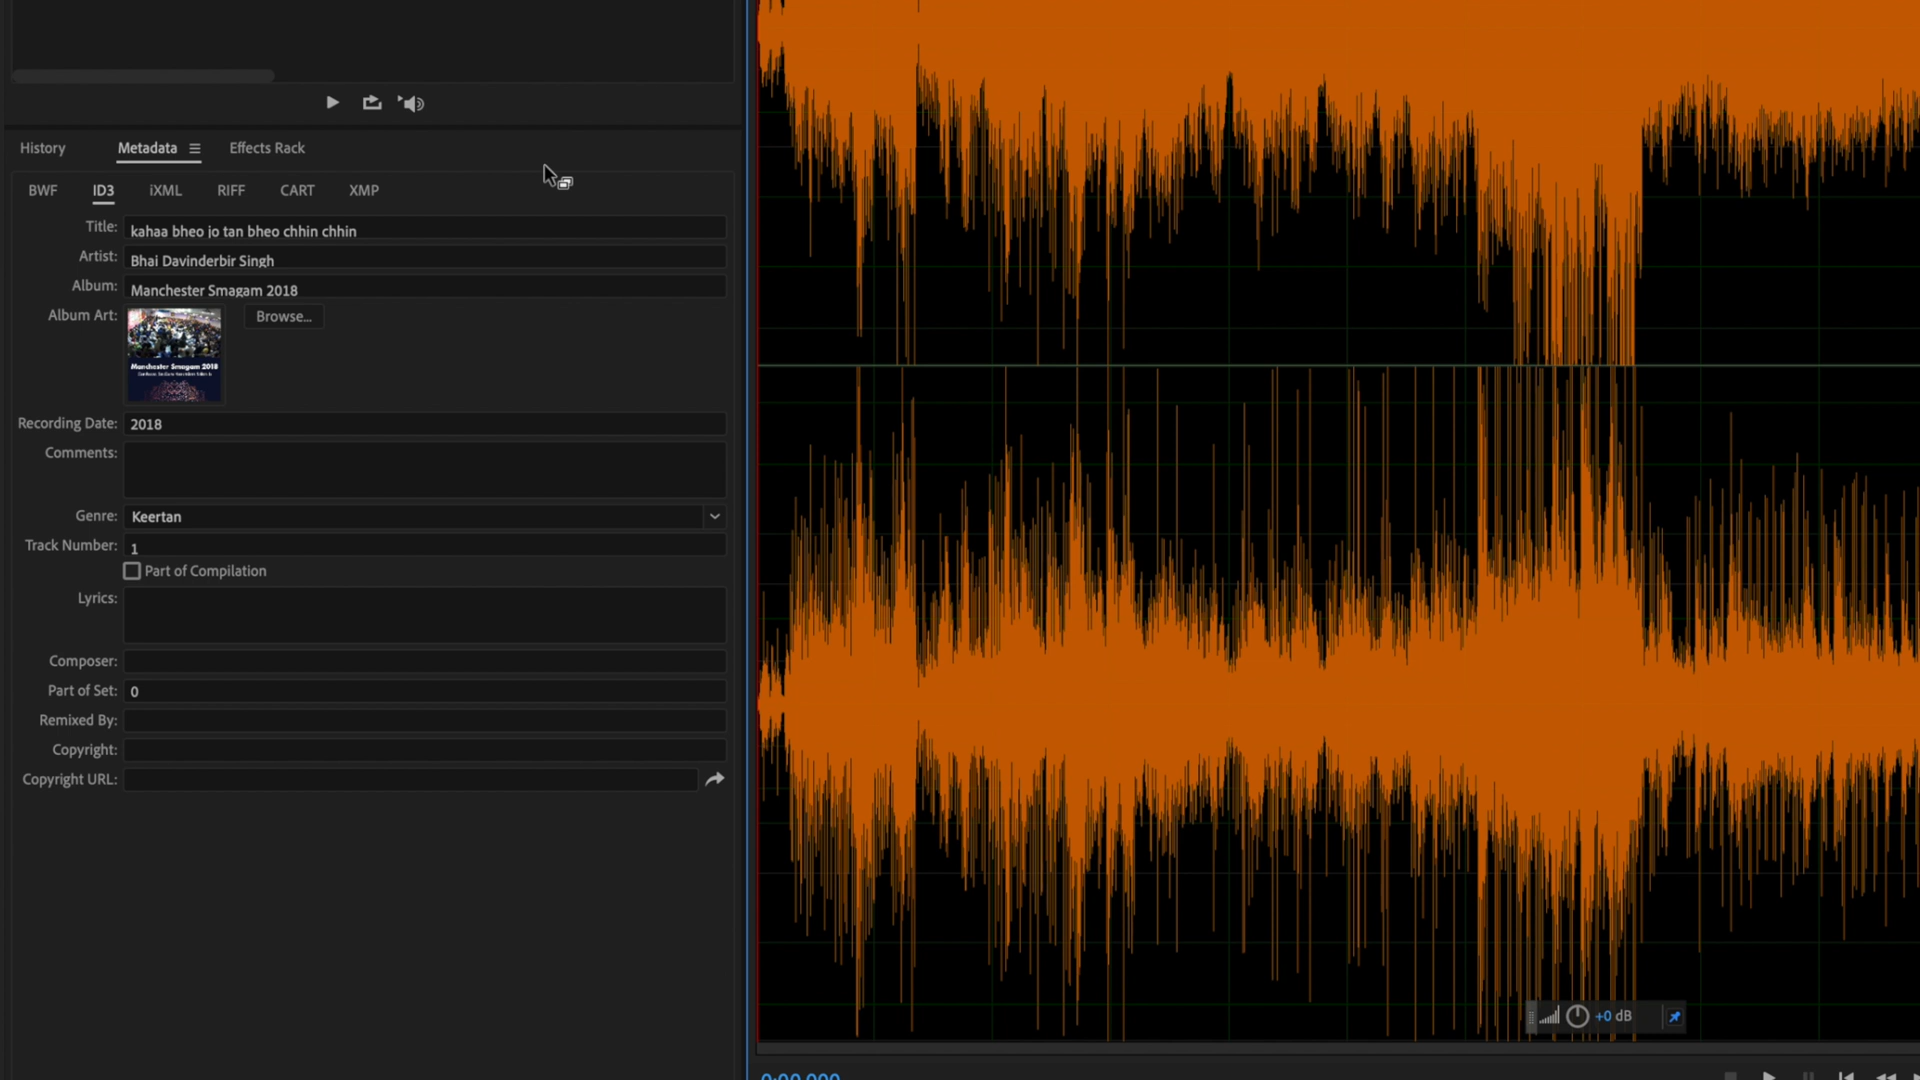 History Metadata Effects Rack
BWF ID3 iXML RIFF CART XMP
Title: kahaa bheo jo tan bheo chhin chhin
Artist: Bhai Davinderbir Singh
Album: Manchester Smagam 2018
Album Art: Browse...
Manchester Smagam 2018
Recording Date: 2018
Comments:
Genre: Keertan
Track Number: 1
Part of Compilation
Lyrics:
Composer:
Part of Set: 0
Remixed By:
Copyright:
Copyright URL:
+0 dB
0:00.000